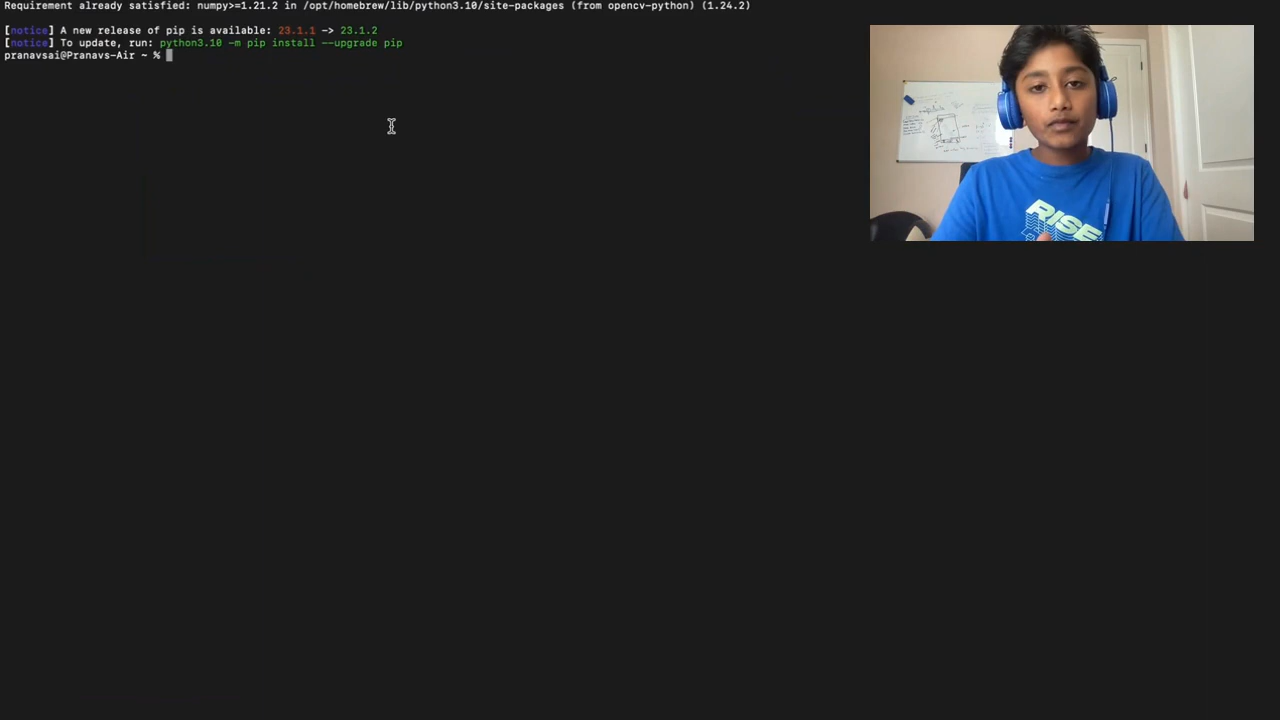 Requirement already satisfied: numpy>=1.21.2 in /opt/homebrew/lib/python3.10/site-packages (from opencv-python) (1.24.2)
[notice] A new release of pip is available: 23.1.1 -> 23.1.2
[notice] To update, run: python3.10 -m pip install --upgrade pip
pranavsai@Pranavs-Air ~ %
RISE